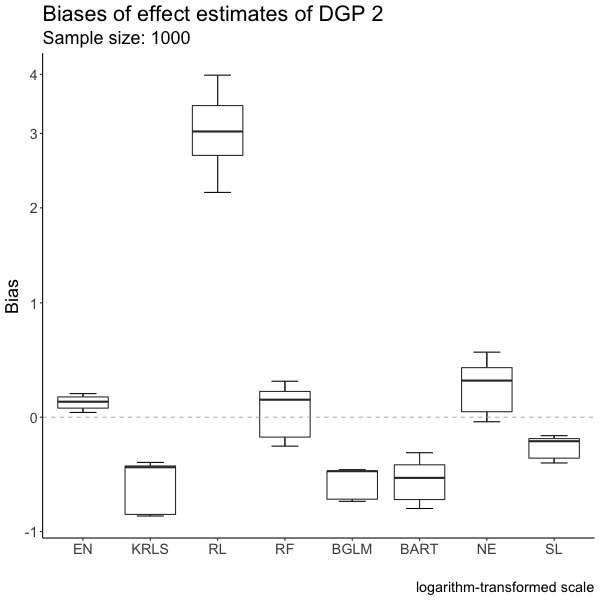 Biases of effect estimates of DGP 2
Sample size: 1000
4
3
2
1
0
-1
Bias
EN KRLS RL RF BGLM BART NE SL
logarithm-transformed scale